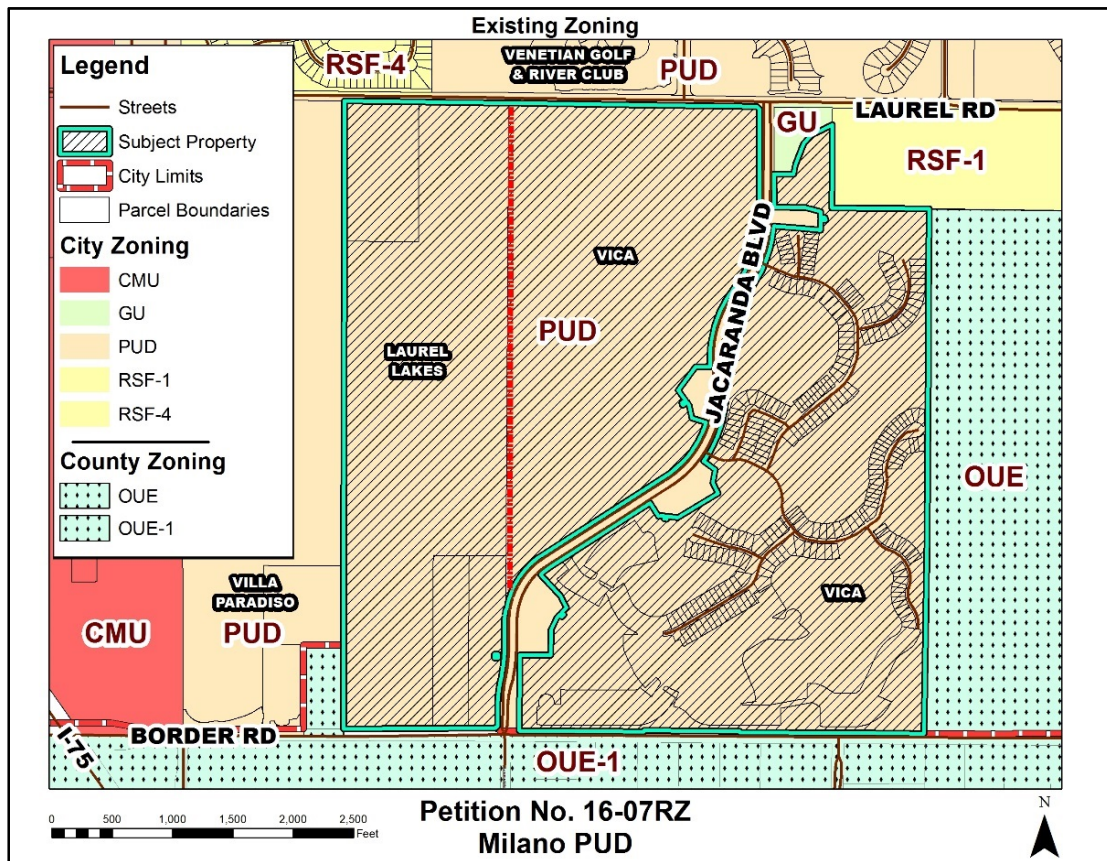 Existing Zoning
Legend
Streets
Subject Property
City Limits
Parcel Boundaries
City Zoning
CMU
GU
PUD
RSF-1
RSF-4
County Zoning
OUE
OUE-1
RSF-4
VENETIAN GOLF
& RIVER CLUB
PUD
LAUREL RD
GU
RSF-1
JACARANDA BLVD
VICA
PUD
LAUREL
LAKES
OUE
VILLA
PARADISO
CMU
PUD
VICA
BORDER RD
I-75
OUE-1
Petition No. 16-07RZ
Milano PUD
0 500 1,000 1,500 2,000 2,500
Feet
N